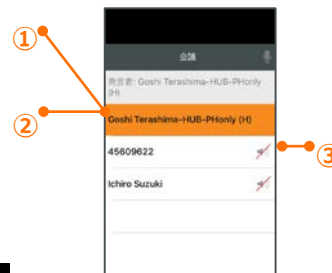 ①
会議
発言者: Goshi Terashima-HUB-PHonly
(H)
②
Goshi Terashima-HUB-PHonly (H)
45609622
③
Ichiro Suzuki